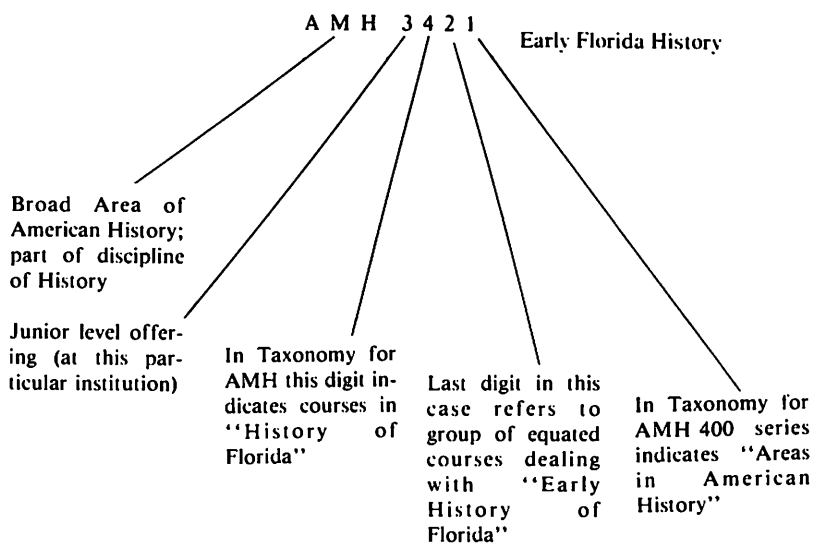 A M H 3 4 2 1
Early Florida History
Broad Area of
American History;
part of discipline
of History
Junior level offer-
ing (at this par-
ticular institution)
In Taxonomy for
AMH this digit in-
dicates courses in
‘‘History of
Florida’’
Last digit in this
case refers to
group of equated
courses dealing
with ‘‘Early
History of
Florida’’
In Taxonomy for
AMH 400 series
indicates ‘‘Areas
in American
History’’